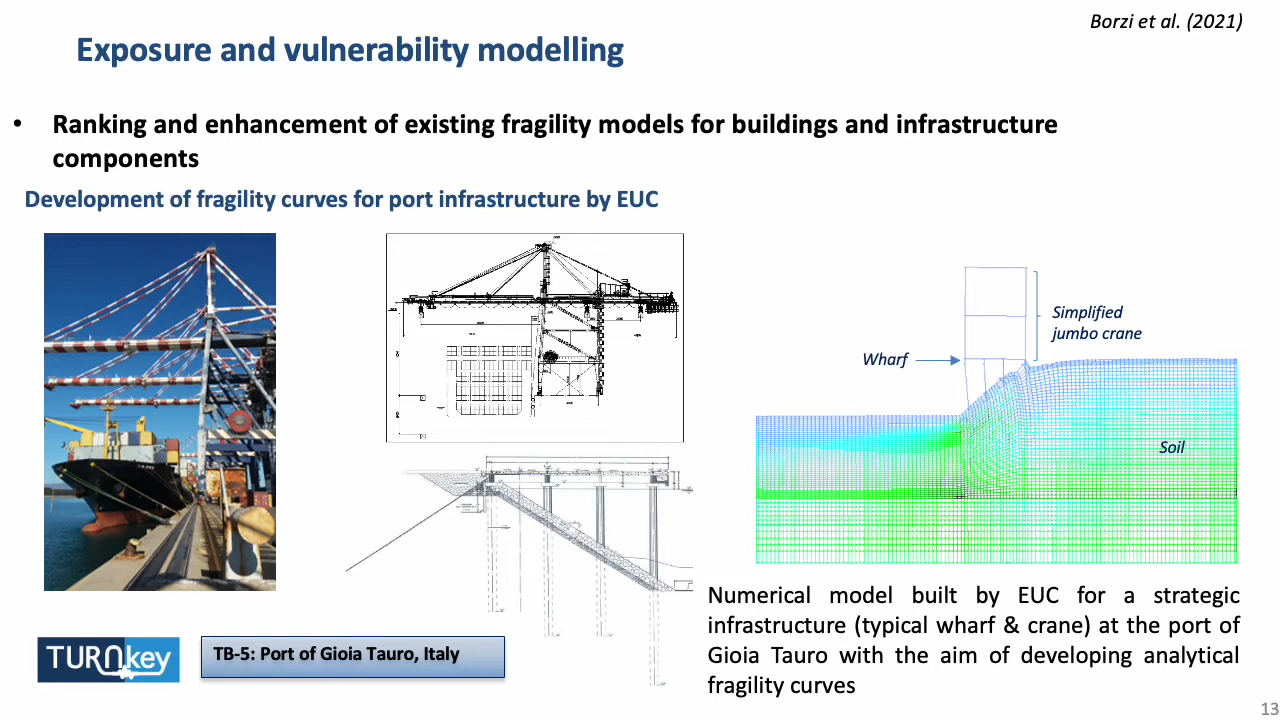 Borzi et al. (2021)
Exposure and vulnerability modelling
• Ranking and enhancement of existing fragility models for buildings and infrastructure
components
Development of fragility curves for port infrastructure by EUC
Simplified
jumbo crane
Wharf
Soil
Numerical model built by EUC for a strategic
infrastructure (typical wharf & crane) at the port of
Gioia Tauro with the aim of developing analytical
fragility curves
TURNkey
TB-5: Port of Gioia Tauro, Italy
13